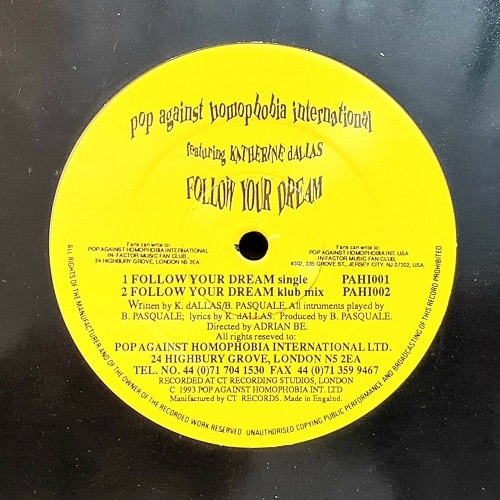 pop against homophobia international
featuring KATHERINE dALLAS
FOLLOW YOUR DREAM
Fans can write to:
POP AGAINST HOMOPHOBIA INTERNATIONAL
IN-FACTOR MUSIC FAN CLUB,
24 HIGHBURY GROVE, LONDON N5 2EA.
Fans can write to:
POP AGAINST HOMOPHOBIA INT. USA
IN-FACTOR MUSIC FAN CLUB,
#302, 335 GROVE ST., JERSEY CITY, NJ 07302, USA.
1 FOLLOW YOUR DREAM single PAHI001
2 FOLLOW YOUR DREAM klub mix PAHI002
Written by K. dALLAS/B. PASQUALE. All intruments played by
B. PASQUALE; lyrics by K. dALLAS. Produced by B. PASQUALE.
Directed by ADRIAN BE.
All rights reseved to:
POP AGAINST HOMOPHOBIA INTERNATIONAL LTD.
24 HIGHBURY GROVE, LONDON N5 2EA
TEL. NO. 44 (0)71 704 1530 FAX 44 (0)71 359 9467
RECORDED AT CT RECORDING STUDIOS, LONDON
C 1993 POP AGAINST HOMOPHOBIA INT. LTD
Manifactured by CT RECORDS. Made in Engalnd.
ALL RIGHTS OF THE MANUFACTURER AND OF THE OWNER OF THE RECORDED WORK RESERVED. UNAUTHORISED COPYING PUBLIC PERFORMANCE AND BROADCASTING OF THIS RECORD PROHIBITED